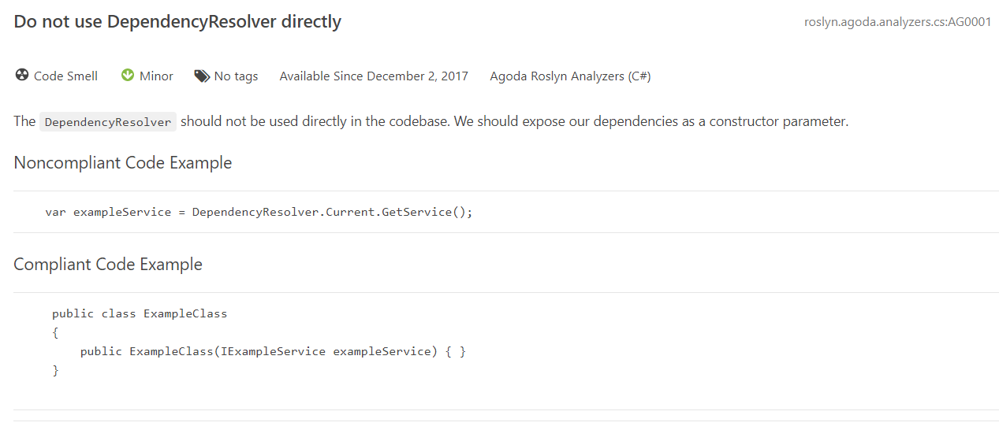 Do not use DependencyResolver directly
roslyn.agoda.analyzers.cs:AG0001
Code Smell Minor No tags Available Since December 2, 2017 Agoda Roslyn Analyzers (C#)
The DependencyResolver should not be used directly in the codebase. We should expose our dependencies as a constructor parameter.
Noncompliant Code Example
var exampleService = DependencyResolver.Current.GetService();
Compliant Code Example
public class ExampleClass
{
    public ExampleClass(IExampleService exampleService) { }
}